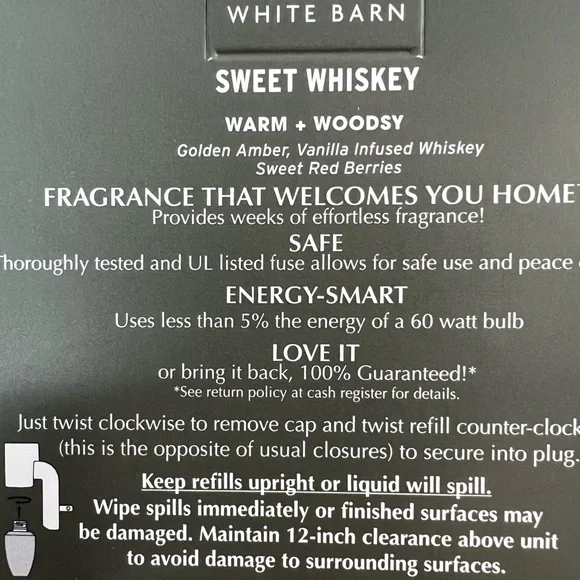 WHITE BARN
SWEET WHISKEY
WARM + WOODSY
Golden Amber, Vanilla Infused Whiskey
Sweet Red Berries
FRAGRANCE THAT WELCOMES YOU HOME
Provides weeks of effortless fragrance!
SAFE
Thoroughly tested and UL listed fuse allows for safe use and peace
ENERGY-SMART
Uses less than 5% the energy of a 60 watt bulb
LOVE IT
or bring it back, 100% Guaranteed!*
*See return policy at cash register for details.
Just twist clockwise to remove cap and twist refill counter-clock
(this is the opposite of usual closures) to secure into plug.
Keep refills upright or liquid will spill.
Wipe spills immediately or finished surfaces may
be damaged. Maintain 12-inch clearance above unit
to avoid damage to surrounding surfaces.